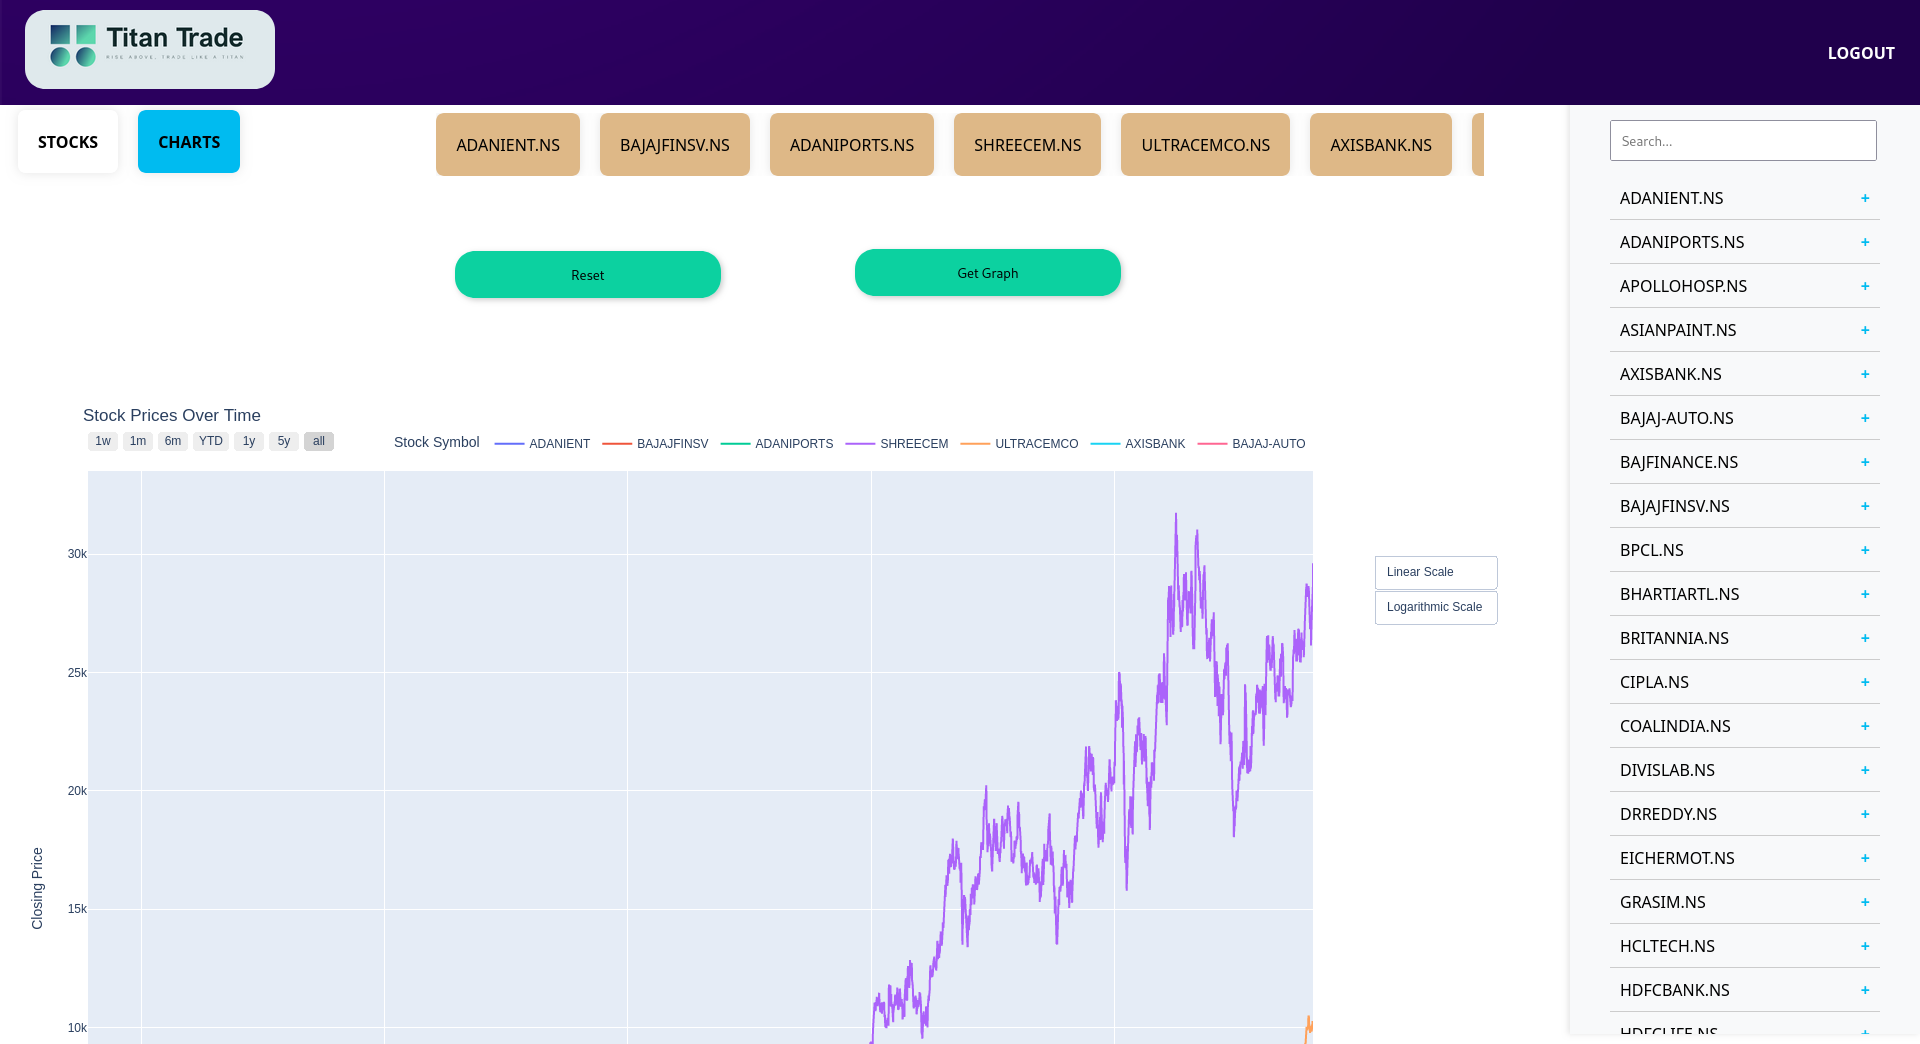 Titan Trade
RISE ABOVE, TRADE LIKE A TITAN
LOGOUT
STOCKS
CHARTS
ADANIENT.NS
BAJAJFINSV.NS
ADANIPORTS.NS
SHREECEM.NS
ULTRACEMCO.NS
AXISBANK.NS
Reset
Get Graph
Stock Prices Over Time
1w 1m 6m YTD 1y 5y all
Stock Symbol ADANIENT BAJAJFINSV ADANIPORTS SHREECEM ULTRACEMCO AXISBANK BAJAJ-AUTO
30k
25k
20k
15k
10k
Closing Price
Linear Scale
Logarithmic Scale
Search...
ADANIENT.NS +
ADANIPORTS.NS +
APOLLOHOSP.NS +
ASIANPAINT.NS +
AXISBANK.NS +
BAJAJ-AUTO.NS +
BAJFINANCE.NS +
BAJAJFINSV.NS +
BPCL.NS +
BHARTIARTL.NS +
BRITANNIA.NS +
CIPLA.NS +
COALINDIA.NS +
DIVISLAB.NS +
DRREDDY.NS +
EICHERMOT.NS +
GRASIM.NS +
HCLTECH.NS +
HDFCBANK.NS +
HDFCLIFE.NS +